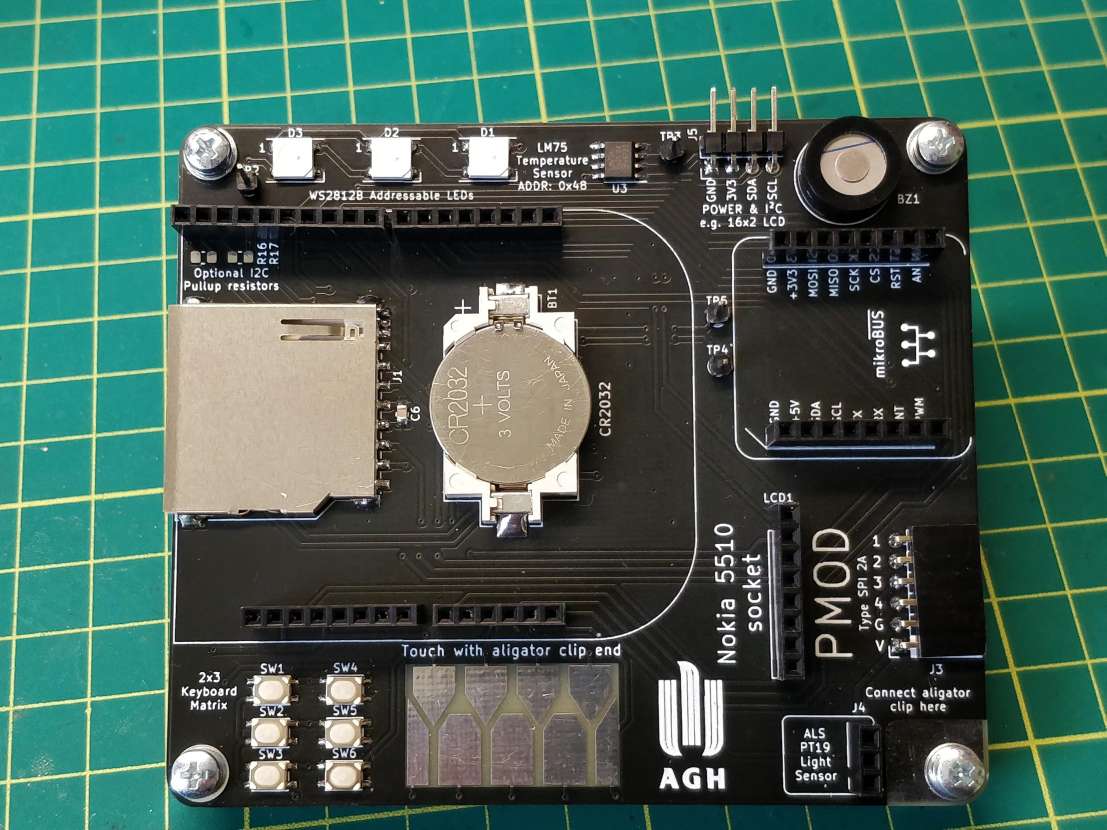 D3
D2
D1
1
1
1
LM75
Temperature
Sensor
ADDR: 0x48
WS2812B Addressable LEDs
U3
TP3
J5
GND
3V3
SDA
SCL
POWER & I²C
e.g. 16x2 LCD
BZ1
R16
R17
Optional I2C
Pullup resistors
GND
+3V3
MOSI
MISO
SCK
CS
RST
AN
mikroBUS
+5V
PWM
TP5
TP4
+
BT1
CR2032
+
3 VOLTS
MADE IN JAPAN
CR2032
J1
C6
LCD1
Nokia 5510
socket
PMOD
Type SPI 2A
1
2
3
4
G
V
J3
Connect aligator
clip here
J4
ALS
PT19
Light
Sensor
Touch with aligator clip end
2x3
Keyboard
Matrix
SW1
SW4
SW2
SW5
SW3
SW6
AGH